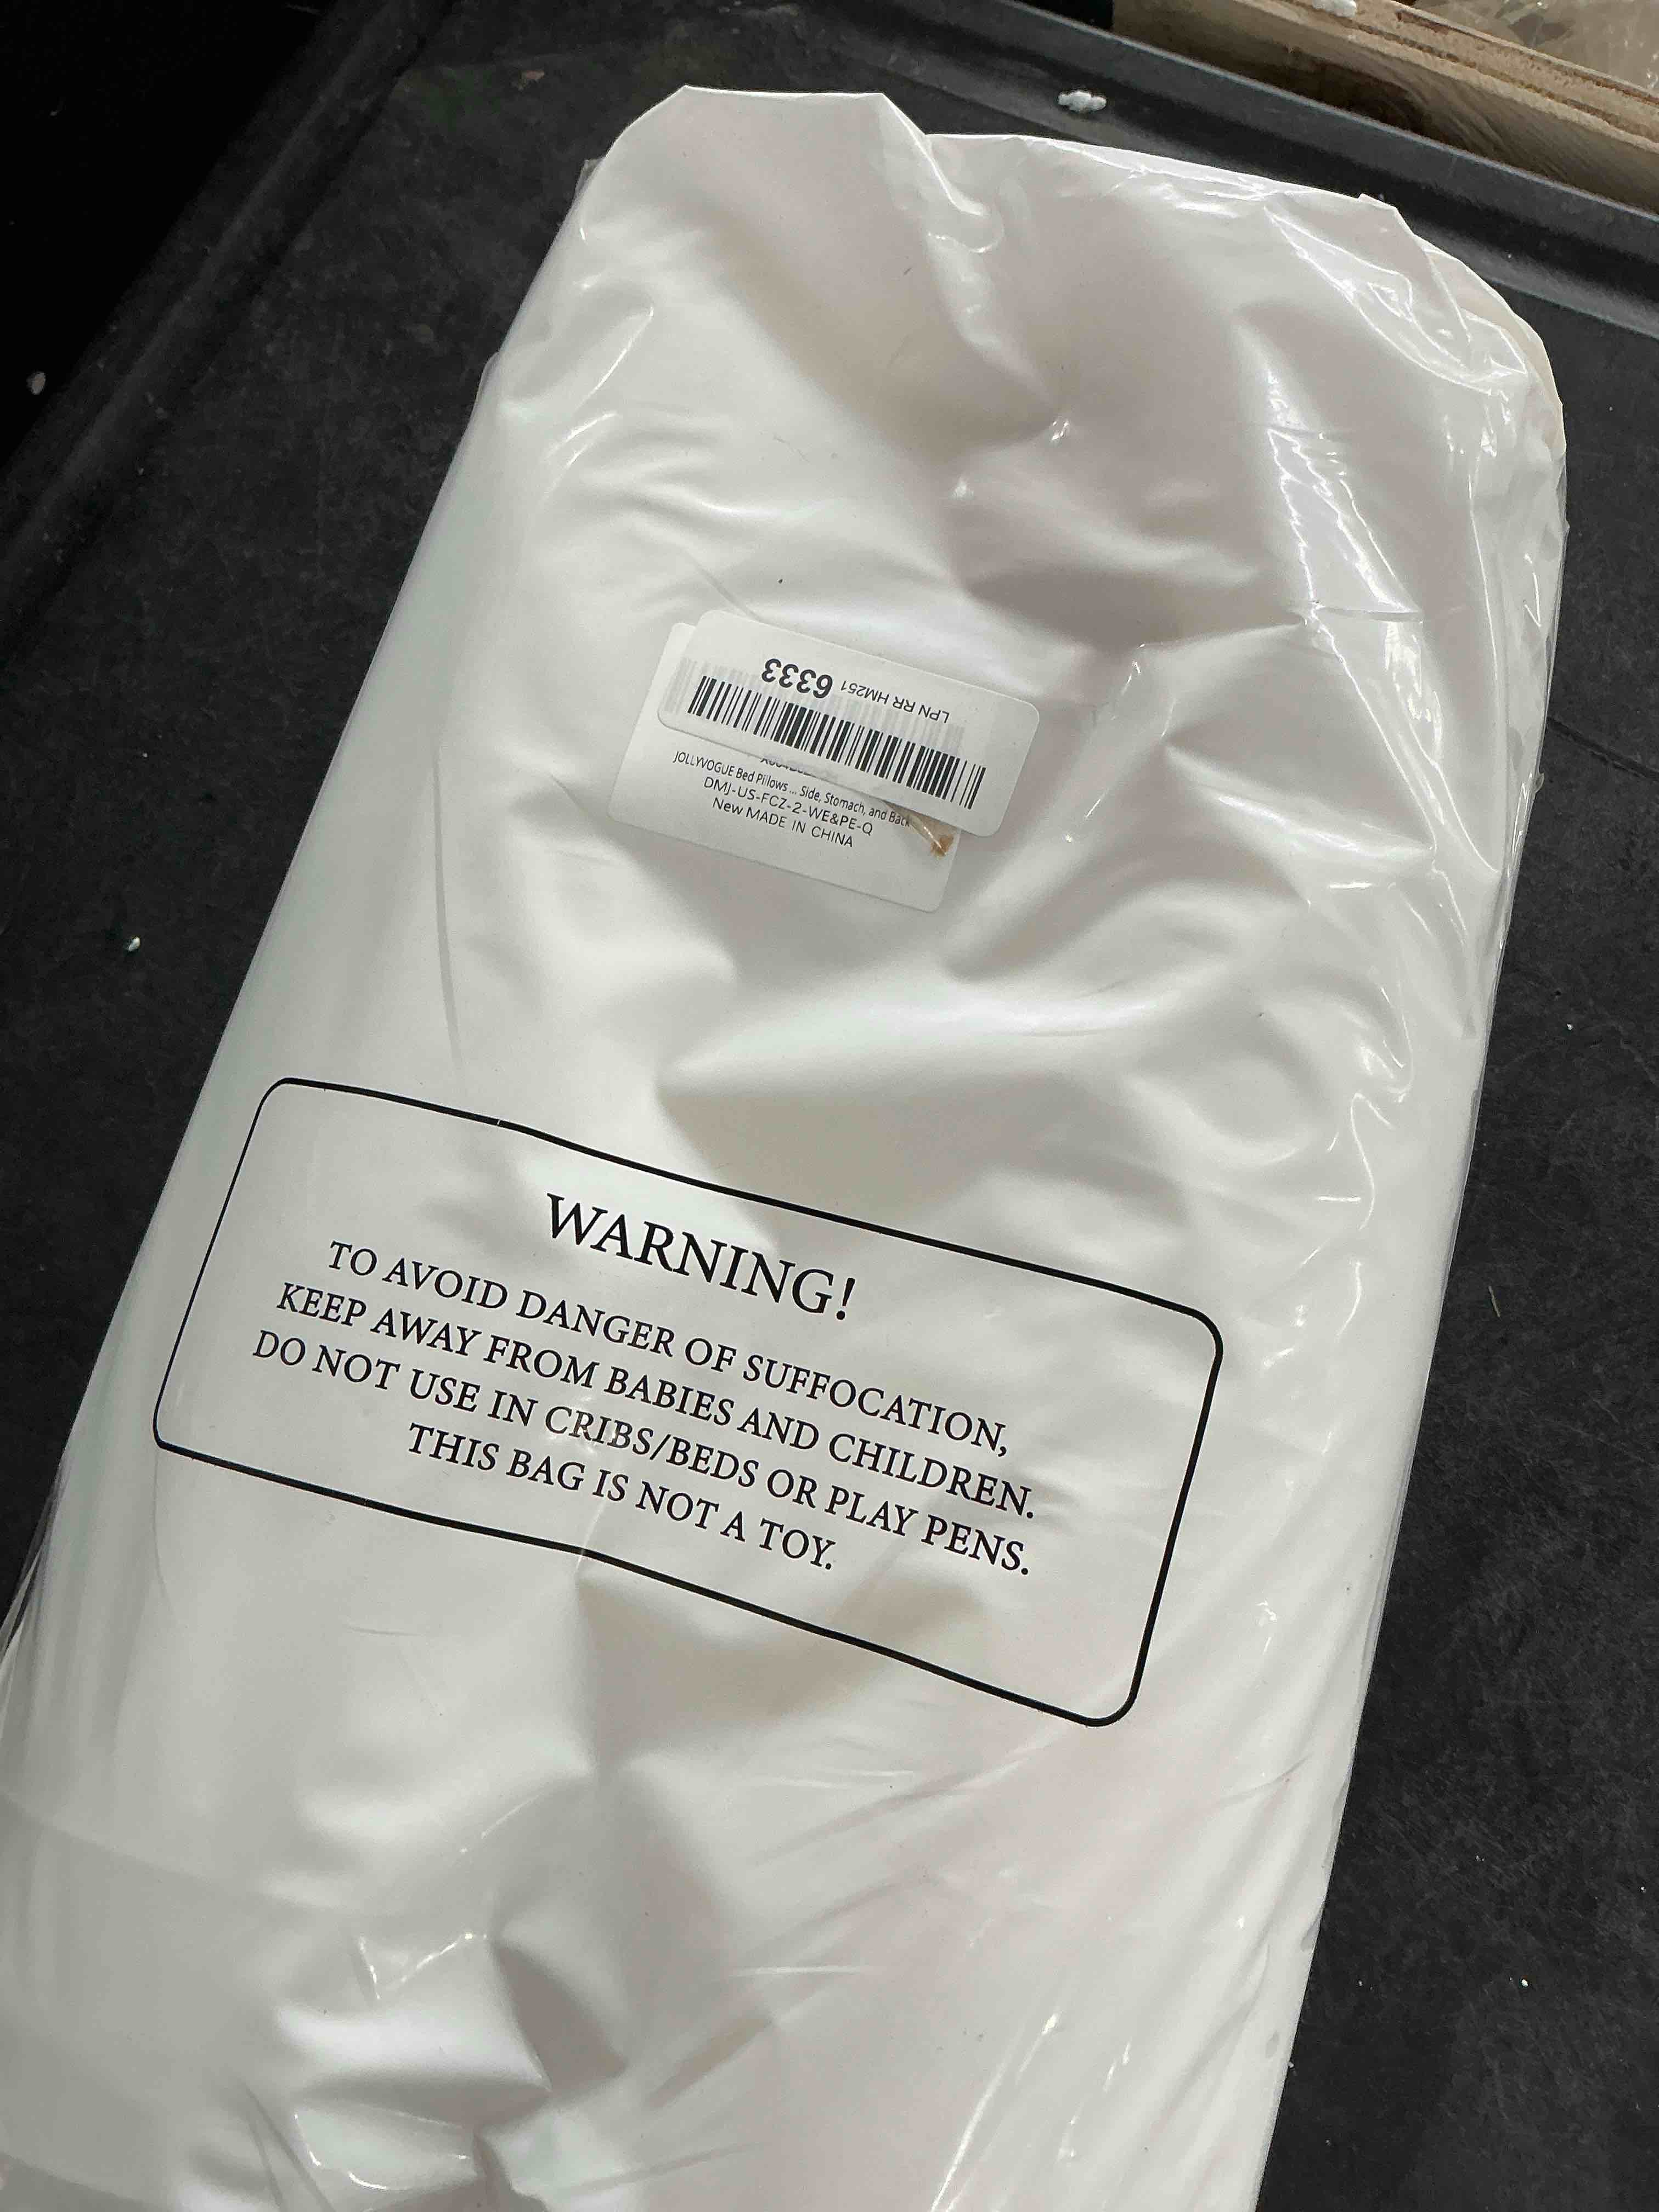 LPN RR HM251 6333
JOLLYVOGUE Bed Pillows ... Side, Stomach, and Back
DMJ-US-FCZ-2-WE&PE-Q
New MADE IN CHINA
WARNING!
TO AVOID DANGER OF SUFFOCATION,
KEEP AWAY FROM BABIES AND CHILDREN.
DO NOT USE IN CRIBS/BEDS OR PLAY PENS.
THIS BAG IS NOT A TOY.